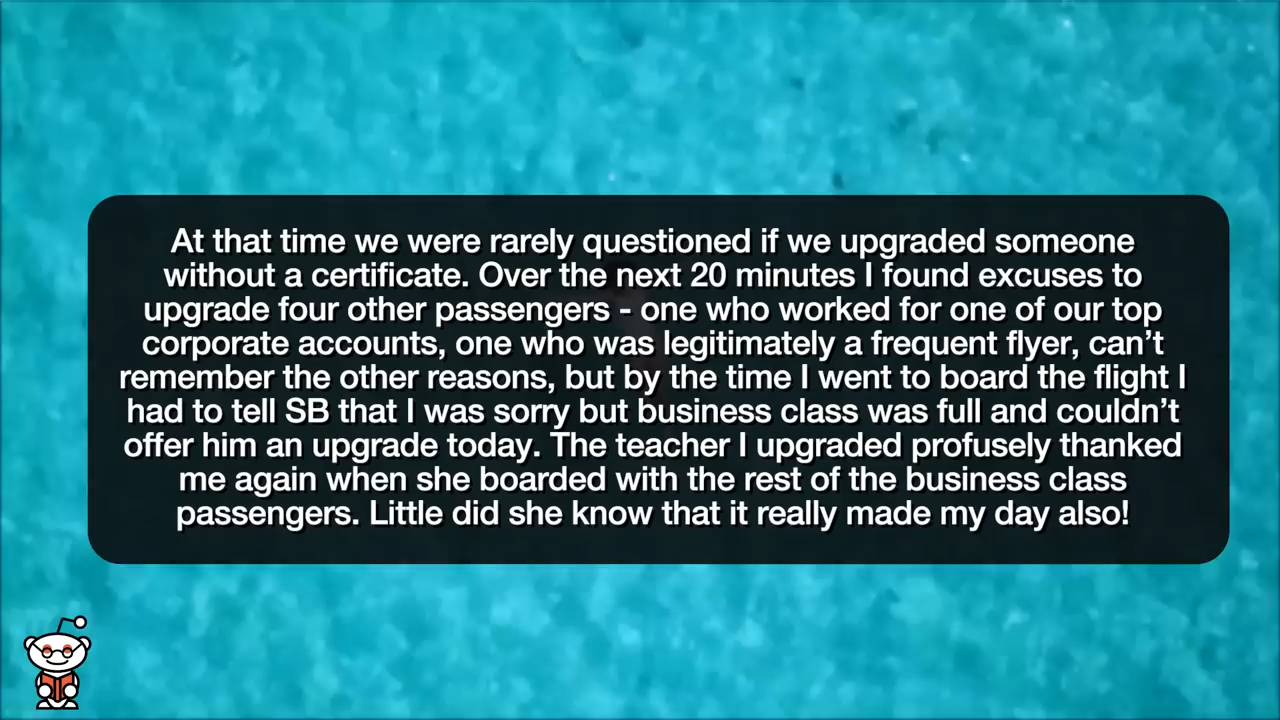 At that time we were rarely questioned if we upgraded someone
without a certificate. Over the next 20 minutes I found excuses to
upgrade four other passengers - one who worked for one of our top
corporate accounts, one who was legitimately a frequent flyer, can’t
remember the other reasons, but by the time I went to board the flight I
had to tell SB that I was sorry but business class was full and couldn’t
offer him an upgrade today. The teacher I upgraded profusely thanked
me again when she boarded with the rest of the business class
passengers. Little did she know that it really made my day also!